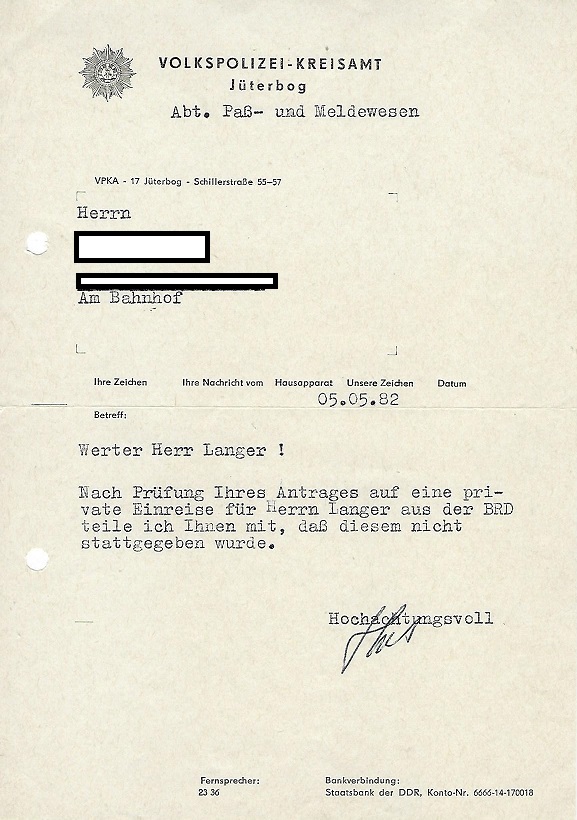 VOLKSPOLIZEI-KREISAMT
Jüterbog
Abt. Paß- und Meldewesen
VPKA - 17 Jüterbog - Schillerstraße 55–57
Herrn
Am Bahnhof
Ihre Zeichen Ihre Nachricht vom Hausapparat Unsere Zeichen Datum
05.05.82
Betreff:
Werter Herr Langer !
Nach Prüfung Ihres Antrages auf eine pri-
vate Einreise für Herrn Langer aus der BRD
teile ich Ihnen mit, daß diesem nicht
stattgegeben wurde.
Hochachtungsvoll
Fernsprecher:
23 36
Bankverbindung:
Staatsbank der DDR, Konto-Nr. 6666-14-170018